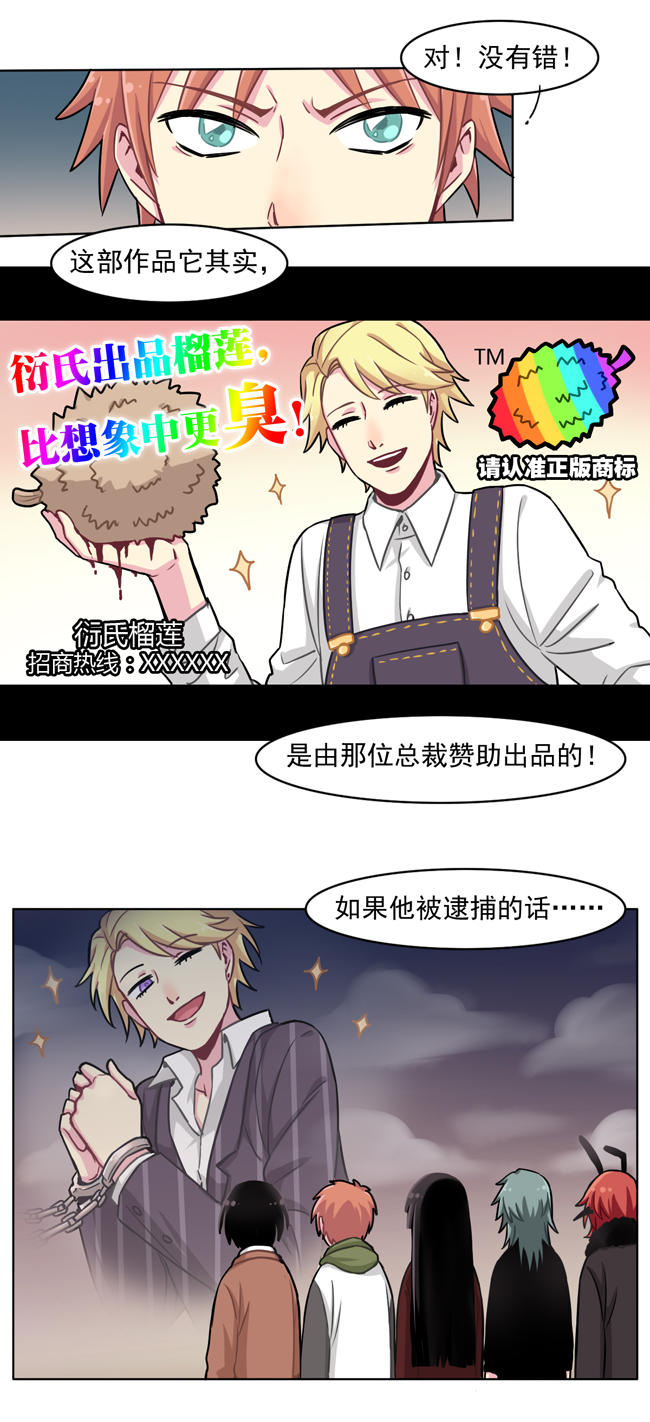 对！没有错！
这部作品它其实，
衍氏出品榴莲，
比想象中更臭！
TM
请认准正版商标
衍氏榴莲
招商热线：XXXXXX
是由那位总裁赞助出品的！
如果他被逮捕的话……